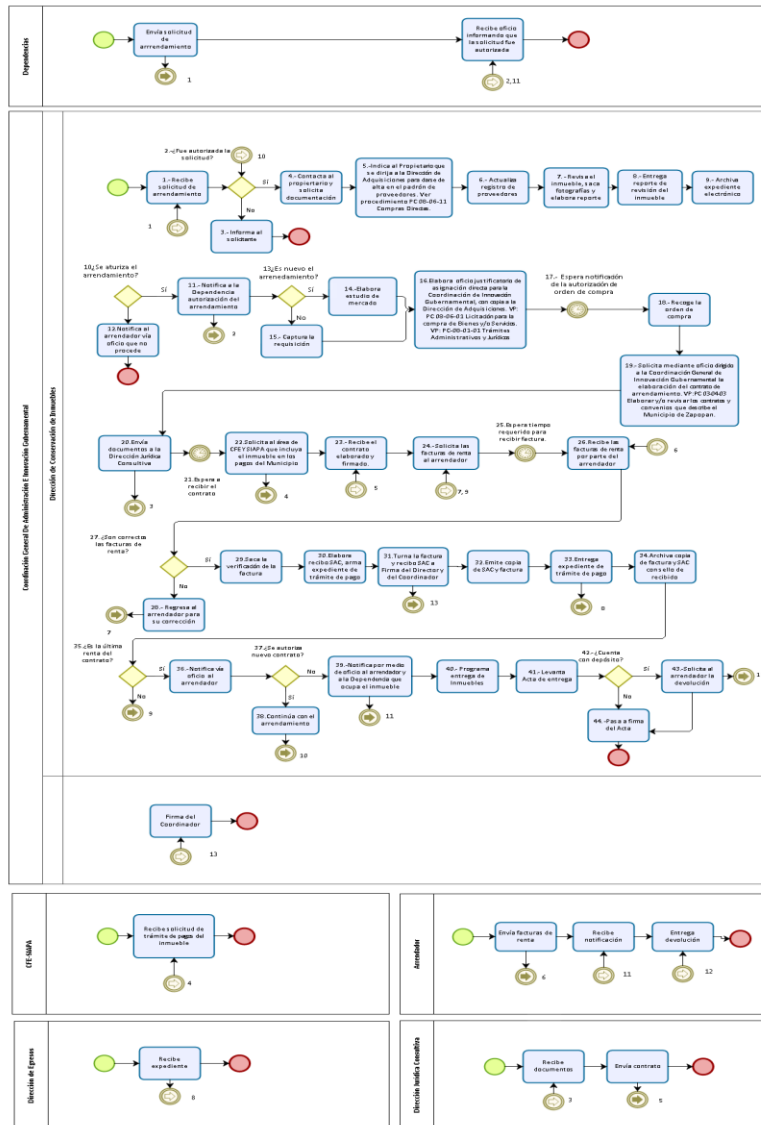 Dependencias
Envía solicitud
de
arrrendamiento
1
Recibe oficio
informando que
la solicitud fue
autorizada
2,11
Coordinación General De Administración E Innovación Gubernamental
Dirección de Conservación de Inmuebles
2.-¿Fue autorizada la
solicitud?
10
1.- Recibe
solicitud de
arrendamiento
1
Sí
No
3.- Informa al
solicitante
4.- Contacta al
propietario y
solicita
documentación
5.-Indica al Propietario que
se dirija a la Dirección de
Adquisiciones para darse de
alta en el padrón de
proveedores. Ver
procedimiento PC-08-06-11
Compras Directas.
6.- Actualiza
registro de
proveedores
7.- Revisa el
inmueble, saca
fotografías y
elabora reporte
8.- Entrega
reporte de
revisión del
inmueble
9.- Archiva
expediente
electrónico
10¿Se aturiza el
arrendamiento?
Sí
12.Notifica al
arrendador vía
oficio que no
procede
11.- Notifica a la
Dependencia
autorización del
arrendamiento
2
13¿Es nuevo el
arrenedamiento?
Sí
No
14.-Elabora
estudio de
mercado
15.- Captura la
requisición
16.Elabora oficio justificatorio de
asignación directa para la
Coordinación de Innovación
Gubernamental, con copia a la
Dirección de Adquisiciones. VP:
PC-08-06-01 Licitación para la
compra de Bienes y/o Servicios.
VP: PC-00-01-01 Trámites
Administrativos y Jurídicos
17.- Espera notificación
de la autorización de
orden de compra
18.- Recoge la
orden de
compra
19.- Solicita mediante oficio dirigido
a la Coordinación General de
Innovación Gubernamental la
elaboración del contrato de
arrendamiento. VP:PC 03-04-03
Elaborar y/o revisar los contratos y
convenios que describe el
Municipio de Zapopan.
20.Envía
documentos a la
Dirección Jurídica
Consultiva
3
21.Espera a
recibir el
contrato
22.Solicita al área de
CFE Y SIAPA que incluya
el inmueble en los
pagos del Municipio
4
23.- Recibe el
contrato
elaborado y
firmado.
5
24.- Solicita las
facturas de renta
al arrendador
7, 9
25.Espera tiempo
requerido para
recibir factura.
26.Recibe las
facturas de renta
por parte del
arrendador
6
27.-¿Son correctas
las facturas de
renta?
Sí
No
28.- Regresa al
arrendador para
su corrección
7
29.Saca la
verificación de la
factura
30.Elabora
recibo SAC, arma
expediente de
trámite de pago
31.Turna la factura
y recibo SAC a
Firma del Director y
del Coordinador
13
32.Emite copia
de SAC y factura
33.Entrega
expediente de
trámite de pago
8
34.Archiva copia
de factura y SAC
con sello de
recibido
35.¿Es la última
renta del
contrato?
Sí
No
9
36.-Notifica vía
oficio al
arrendador
37.¿Se autoriza
nuevo contrato?
No
Sí
38.Continúa con el
arrendamiento
10
39.-Notifica por medio
de oficio al arrendador y
a la Dependencia que
ocupa el inmueble
11
40.- Programa
entrega de
Inmuebles
41.-Levanta
Acta de entrega
42.-¿Cuenta
con depósito?
Sí
No
43.-Solicita al
arrendador la
devolución
1
44.-Pasa a firma
del Acta
Firma del
Coordinador
13
CFE-SIAPA
Recibe solicitud de
trámite de pagos del
inmueble
4
Arrendador
Envía facturas de
renta
6
Recibe
notificación
11
Entrega
devolución
12
Dirección de Egresos
Recibe
expediente
8
Dirección Jurídica Consultiva
Recibe
documentos
3
Envía contrato
5